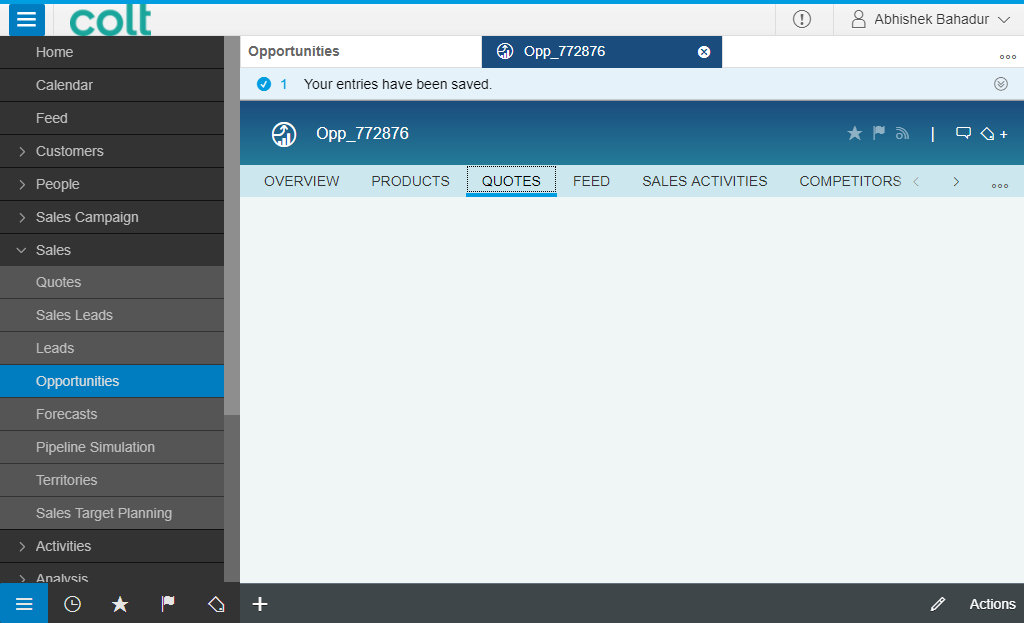 colt
Abhishek Bahadur
Home
Calendar
Feed
Customers
People
Sales Campaign
Sales
Quotes
Sales Leads
Leads
Opportunities
Forecasts
Pipeline Simulation
Territories
Sales Target Planning
Activities
Analysis
Opportunities
Opp_772876
1 Your entries have been saved.
Opp_772876
OVERVIEW PRODUCTS QUOTES FEED SALES ACTIVITIES COMPETITORS
Actions